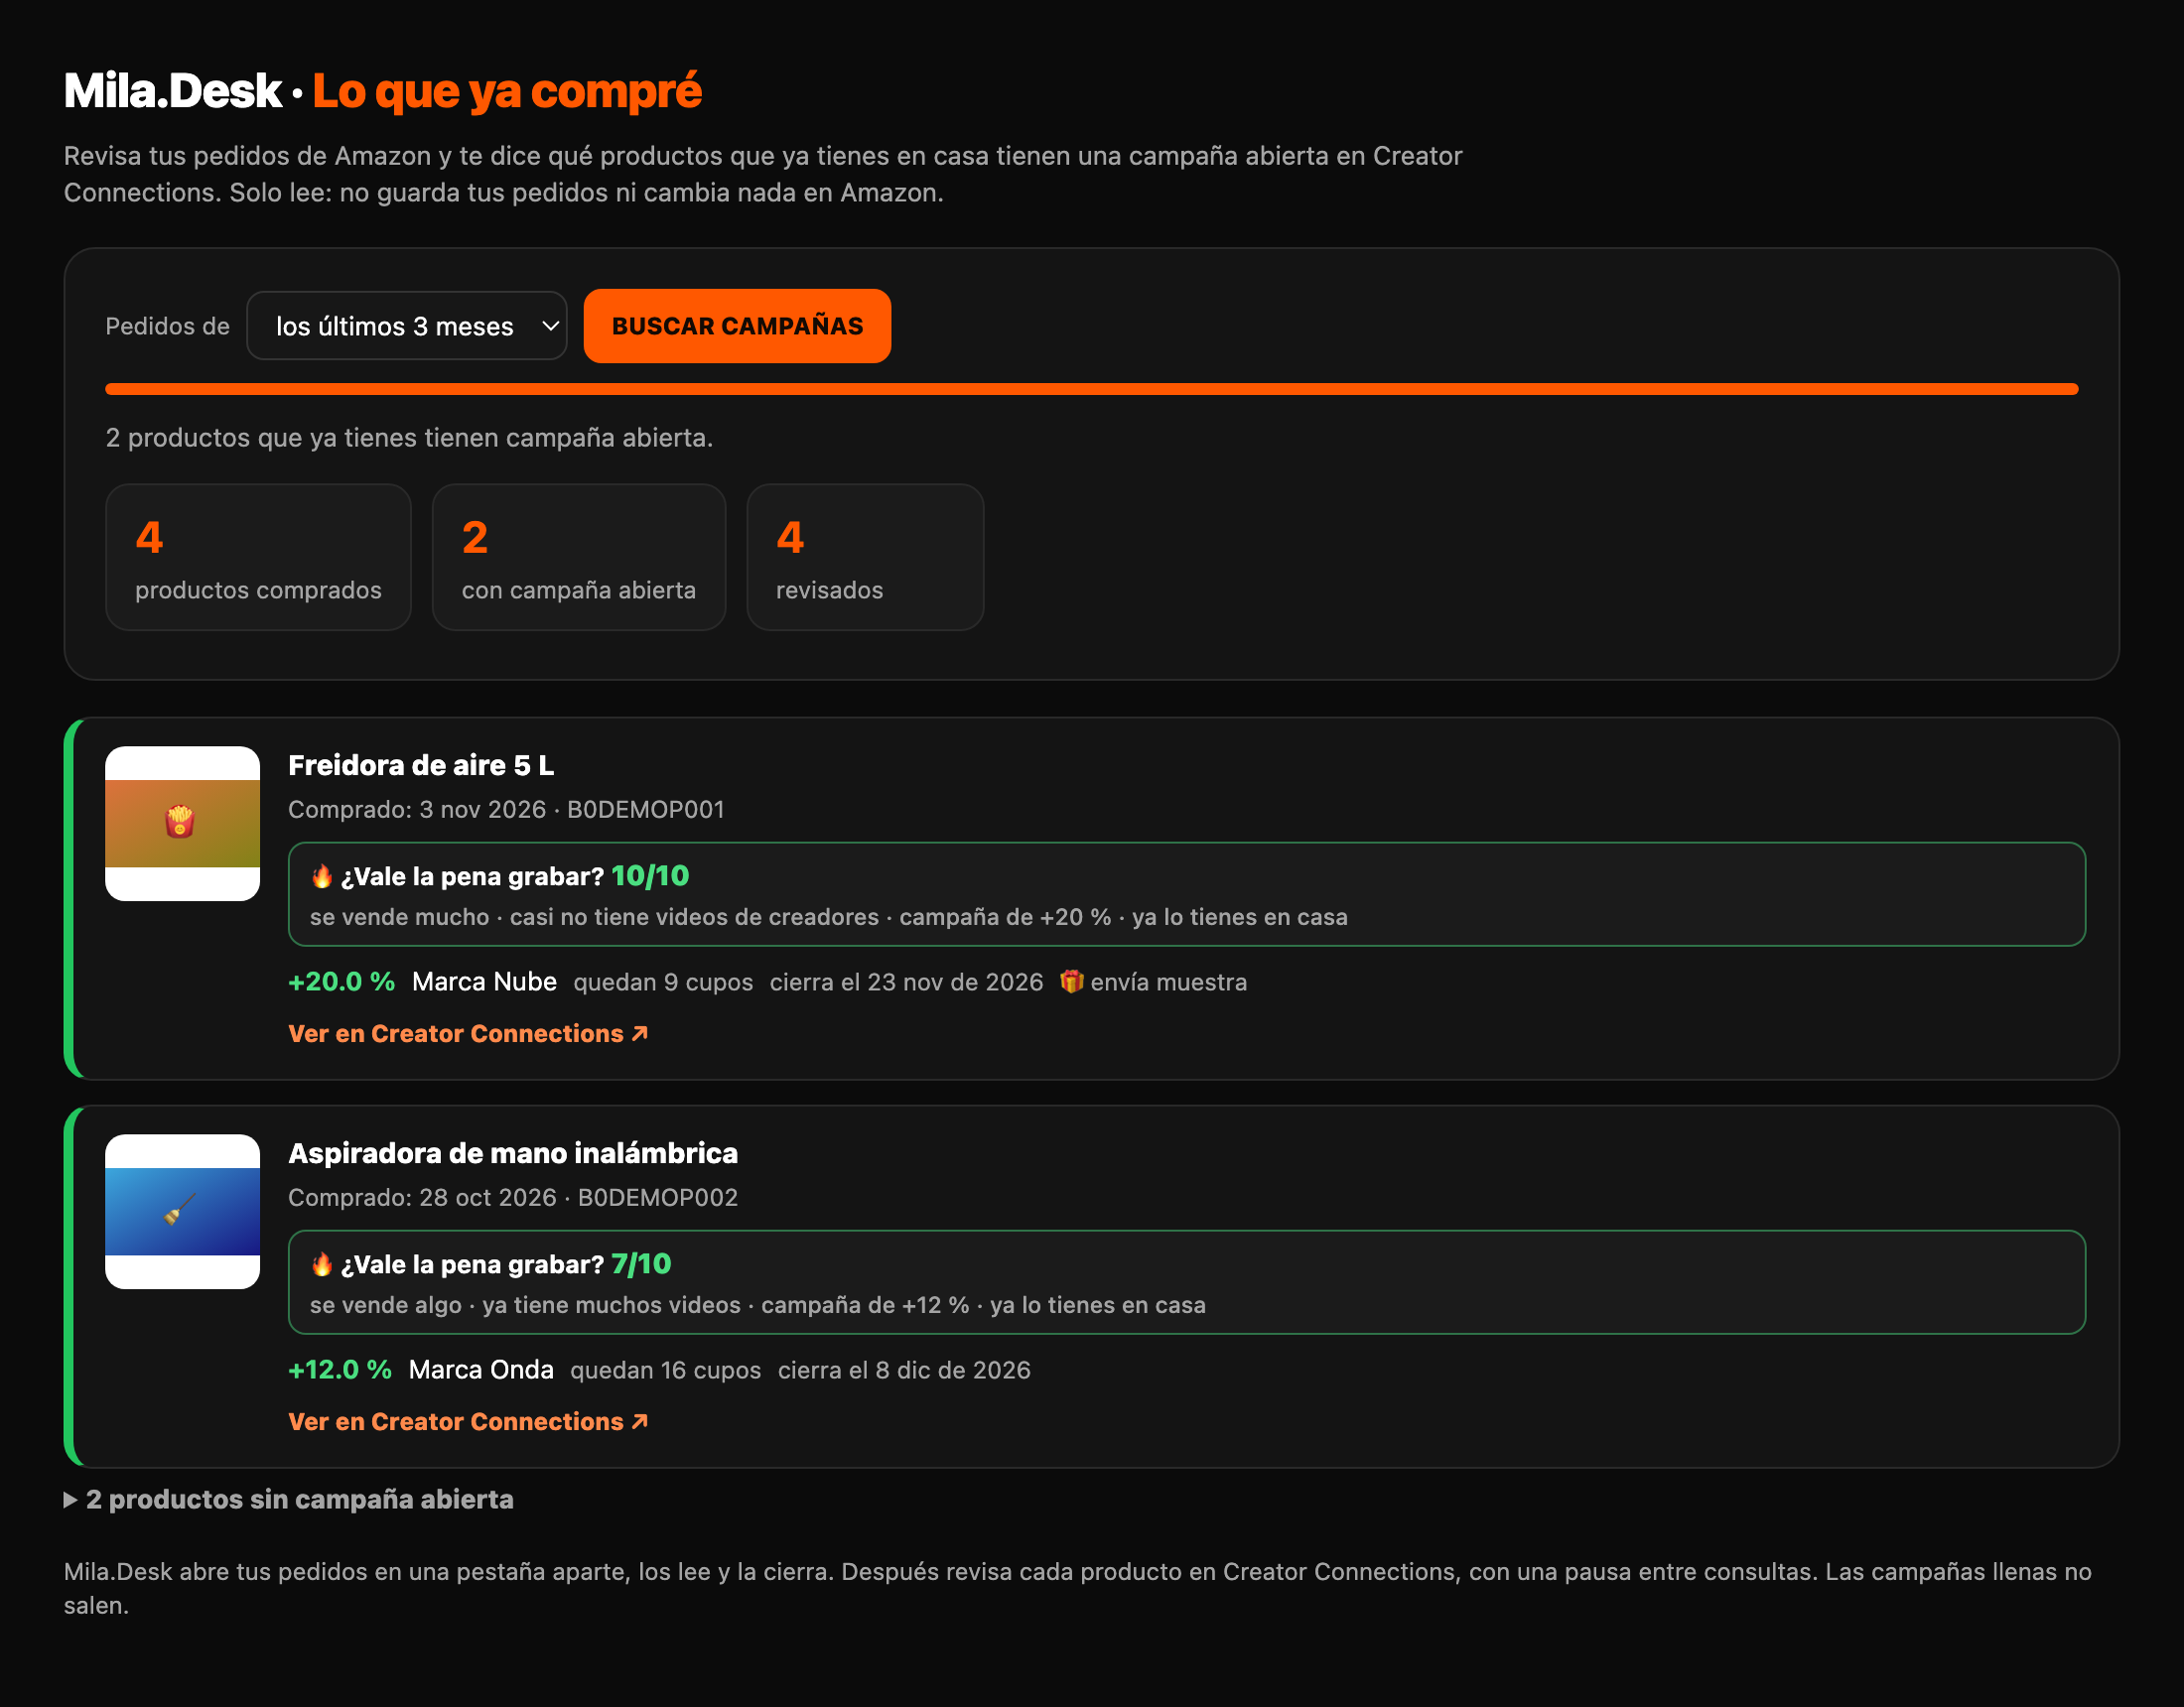 Mila.Desk · Lo que ya compré
Revisa tus pedidos de Amazon y te dice qué productos que ya tienes en casa tienen una campaña abierta en Creator
Connections. Solo lee: no guarda tus pedidos ni cambia nada en Amazon.
Pedidos de los últimos 3 meses BUSCAR CAMPAÑAS
2 productos que ya tienes tienen campaña abierta.
4 2 4
productos comprados con campaña abierta revisados
Freidora de aire 5 L
Comprado: 3 nov 2026 · B0DEMOP001
🔥 ¿Vale la pena grabar? 10/10
se vende mucho · casi no tiene videos de creadores · campaña de +20 % · ya lo tienes en casa
+20.0 % Marca Nube quedan 9 cupos cierra el 23 nov de 2026 🎁 envía muestra
Ver en Creator Connections ↗
Aspiradora de mano inalámbrica
Comprado: 28 oct 2026 · B0DEMOP002
🔥 ¿Vale la pena grabar? 7/10
se vende algo · ya tiene muchos videos · campaña de +12 % · ya lo tienes en casa
+12.0 % Marca Onda quedan 16 cupos cierra el 8 dic de 2026
Ver en Creator Connections ↗
▶ 2 productos sin campaña abierta
Mila.Desk abre tus pedidos en una pestaña aparte, los lee y la cierra. Después revisa cada producto en Creator Connections, con una pausa entre consultas. Las campañas llenas no
salen.